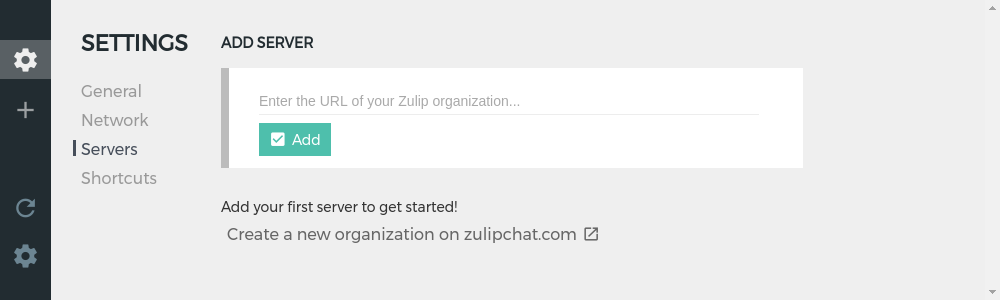 SETTINGS
General
Network
Servers
Shortcuts
ADD SERVER
Enter the URL of your Zulip organization...
Add
Add your first server to get started!
Create a new organization on zulipchat.com